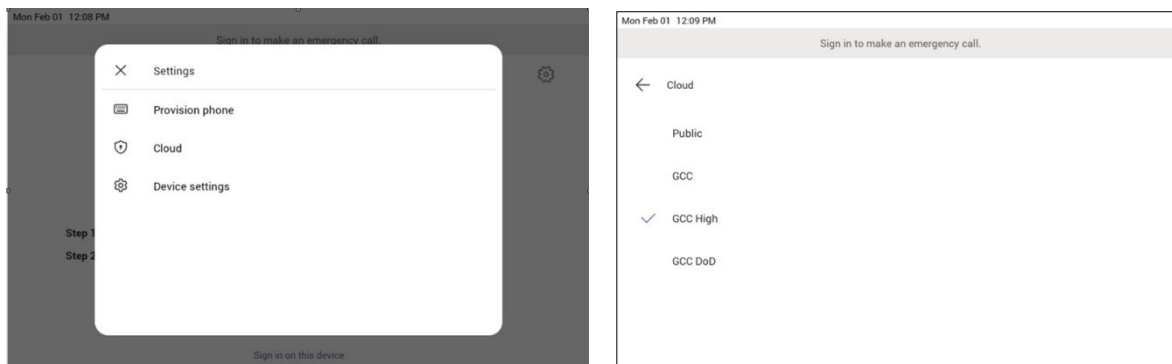 Mon Feb 01 12:08 PM
Sign in to make an emergency call.
Settings
Provision phone
Cloud
Device settings
Step 1
Step 2
Sign in on this device
Mon Feb 01 12:09 PM
Sign in to make an emergency call.
Cloud
Public
GCC
GCC High
GCC DoD